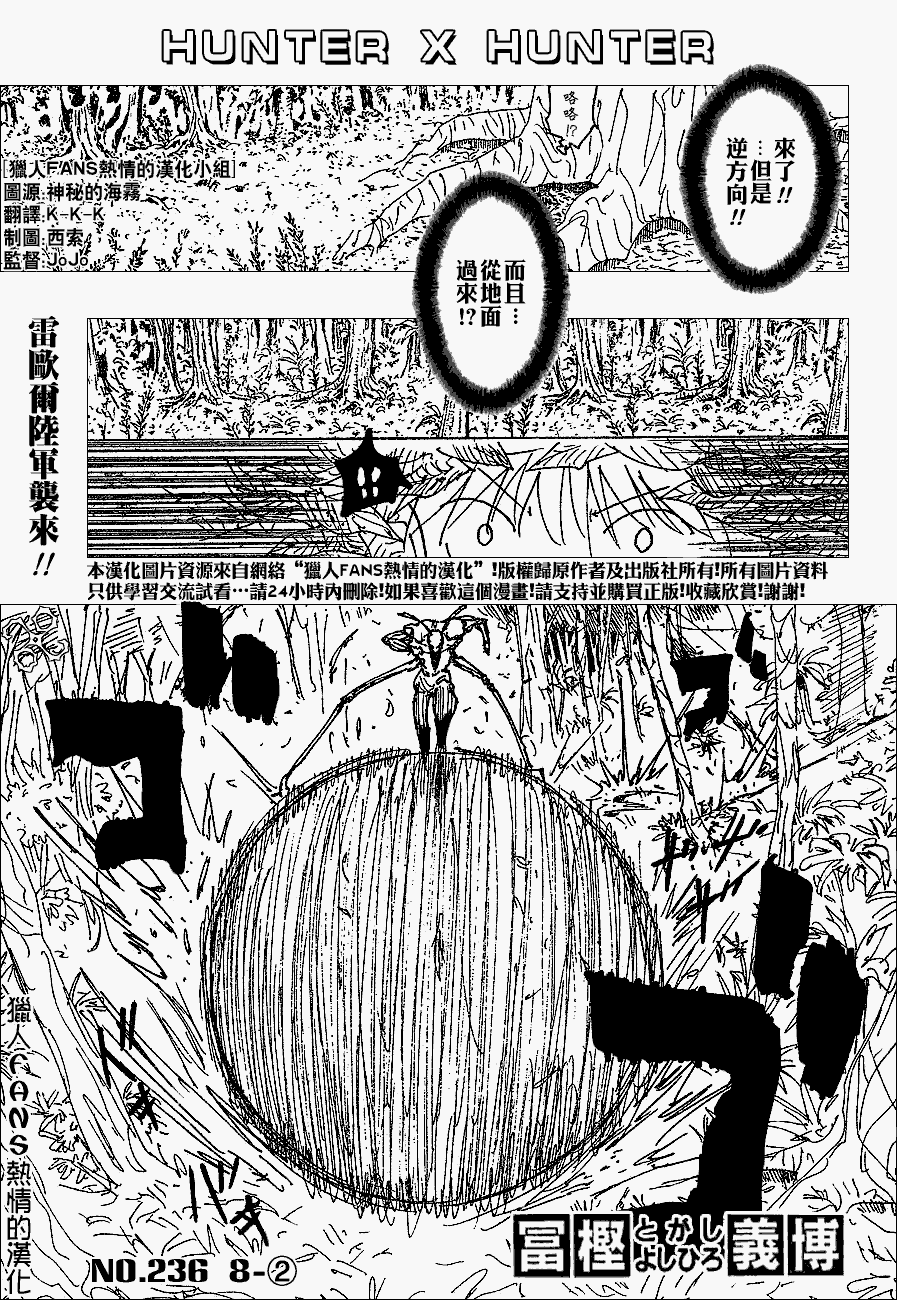 HUNTER X HUNTER
來了!!
…但是
逆方向!!
咯咯!?
[獵人FANS熱情的漢化小組]
圖源:神秘的海霧
翻譯:K-K-K
制圖:西索
監督:JoJo
而且…
從地面
過來!?
雷歐爾陸軍襲來!!
!!
本漢化圖片資源來自網絡“獵人FANS熱情的漢化”!版權歸原作者及出版社所有!所有圖片資料
只供學習交流試看…請24小時內刪除!如果喜歡這個漫畫!請支持並購買正版!收藏欣賞!謝謝!
ゴ
ゴ
ゴ
獵人FANS熱情的漢化
NO.236 8-②
冨樫義博
とがし
よしひろ